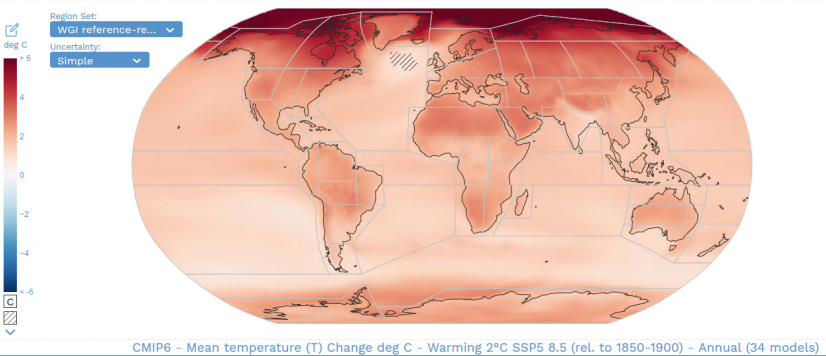 Region Set:
WGI reference-re...
Uncertainty:
Simple
deg C
> 6
4
2
0
−2
−4
< -6
C
CMIP6 - Mean temperature (T) Change deg C - Warming 2°C SSP5 8.5 (rel. to 1850-1900) - Annual (34 models)